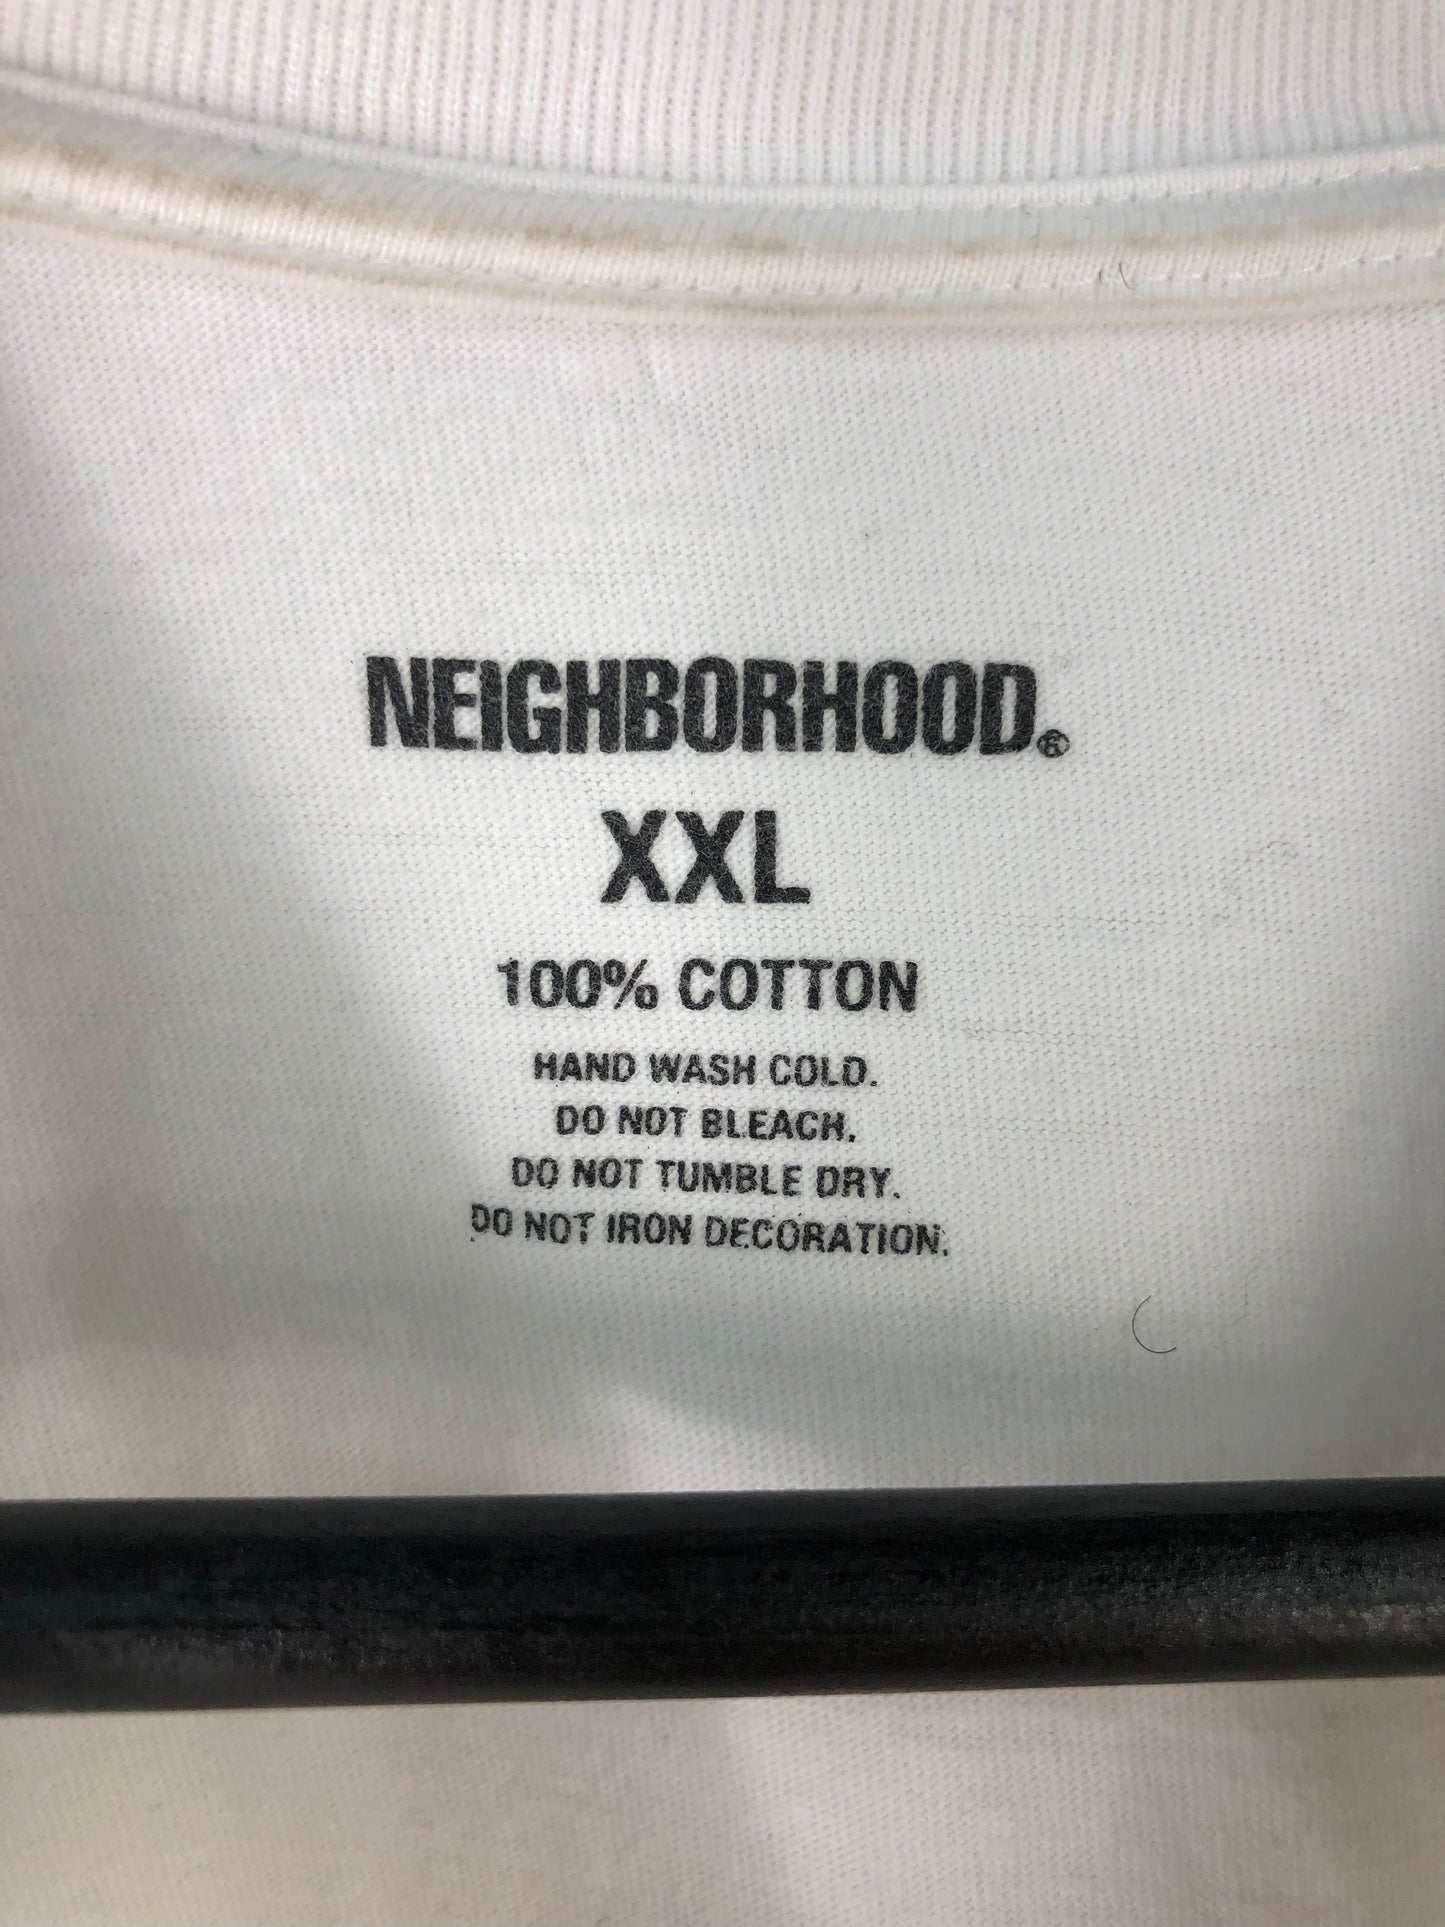 NEIGHBORHOOD®
XXL
100% COTTON
HAND WASH COLD.
DO NOT BLEACH.
DO NOT TUMBLE DRY.
DO NOT IRON DECORATION.